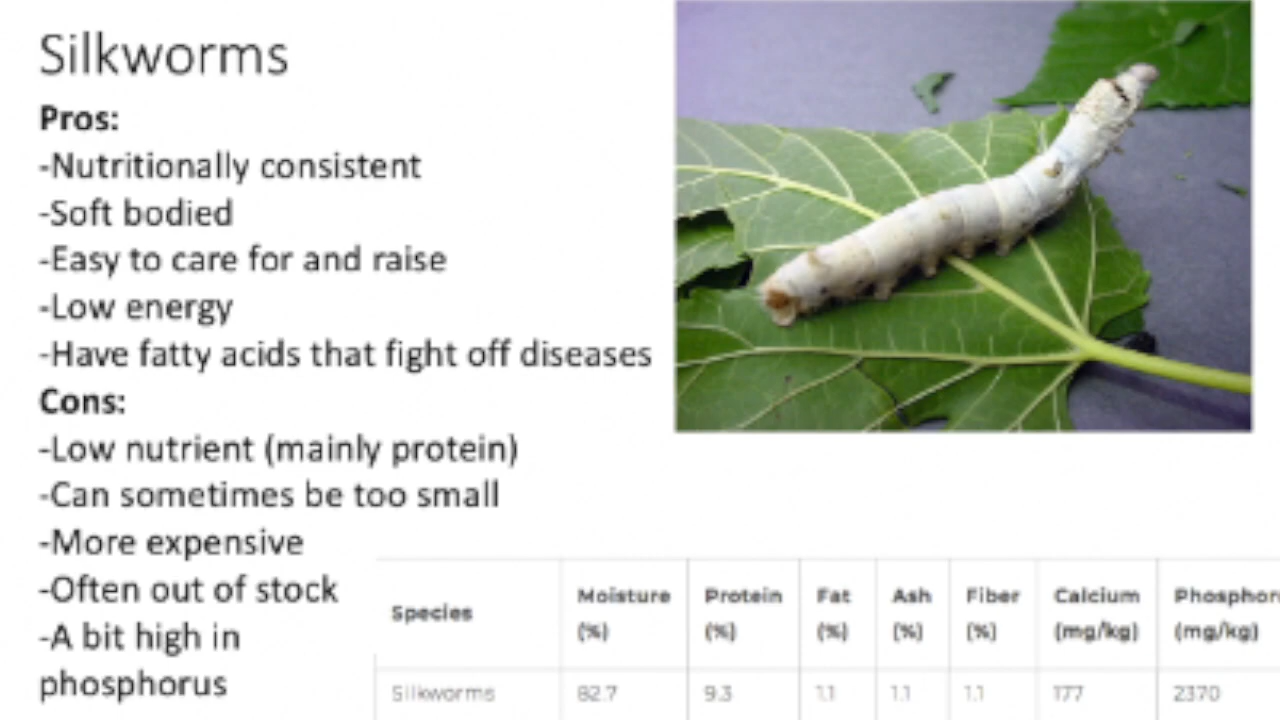 Silkworms
Pros:
-Nutritionally consistent
-Soft bodied
-Easy to care for and raise
-Low energy
-Have fatty acids that fight off diseases
Cons:
-Low nutrient (mainly protein)
-Can sometimes be too small
-More expensive
-Often out of stock
-A bit high in
phosphorus
Species Moisture (%) Protein (%) Fat (%) Ash (%) Fiber (%) Calcium (mg/kg) Phosphor (mg/kg)
Silkworms 82.7 9.3 1.1 1.1 1.1 177 2370